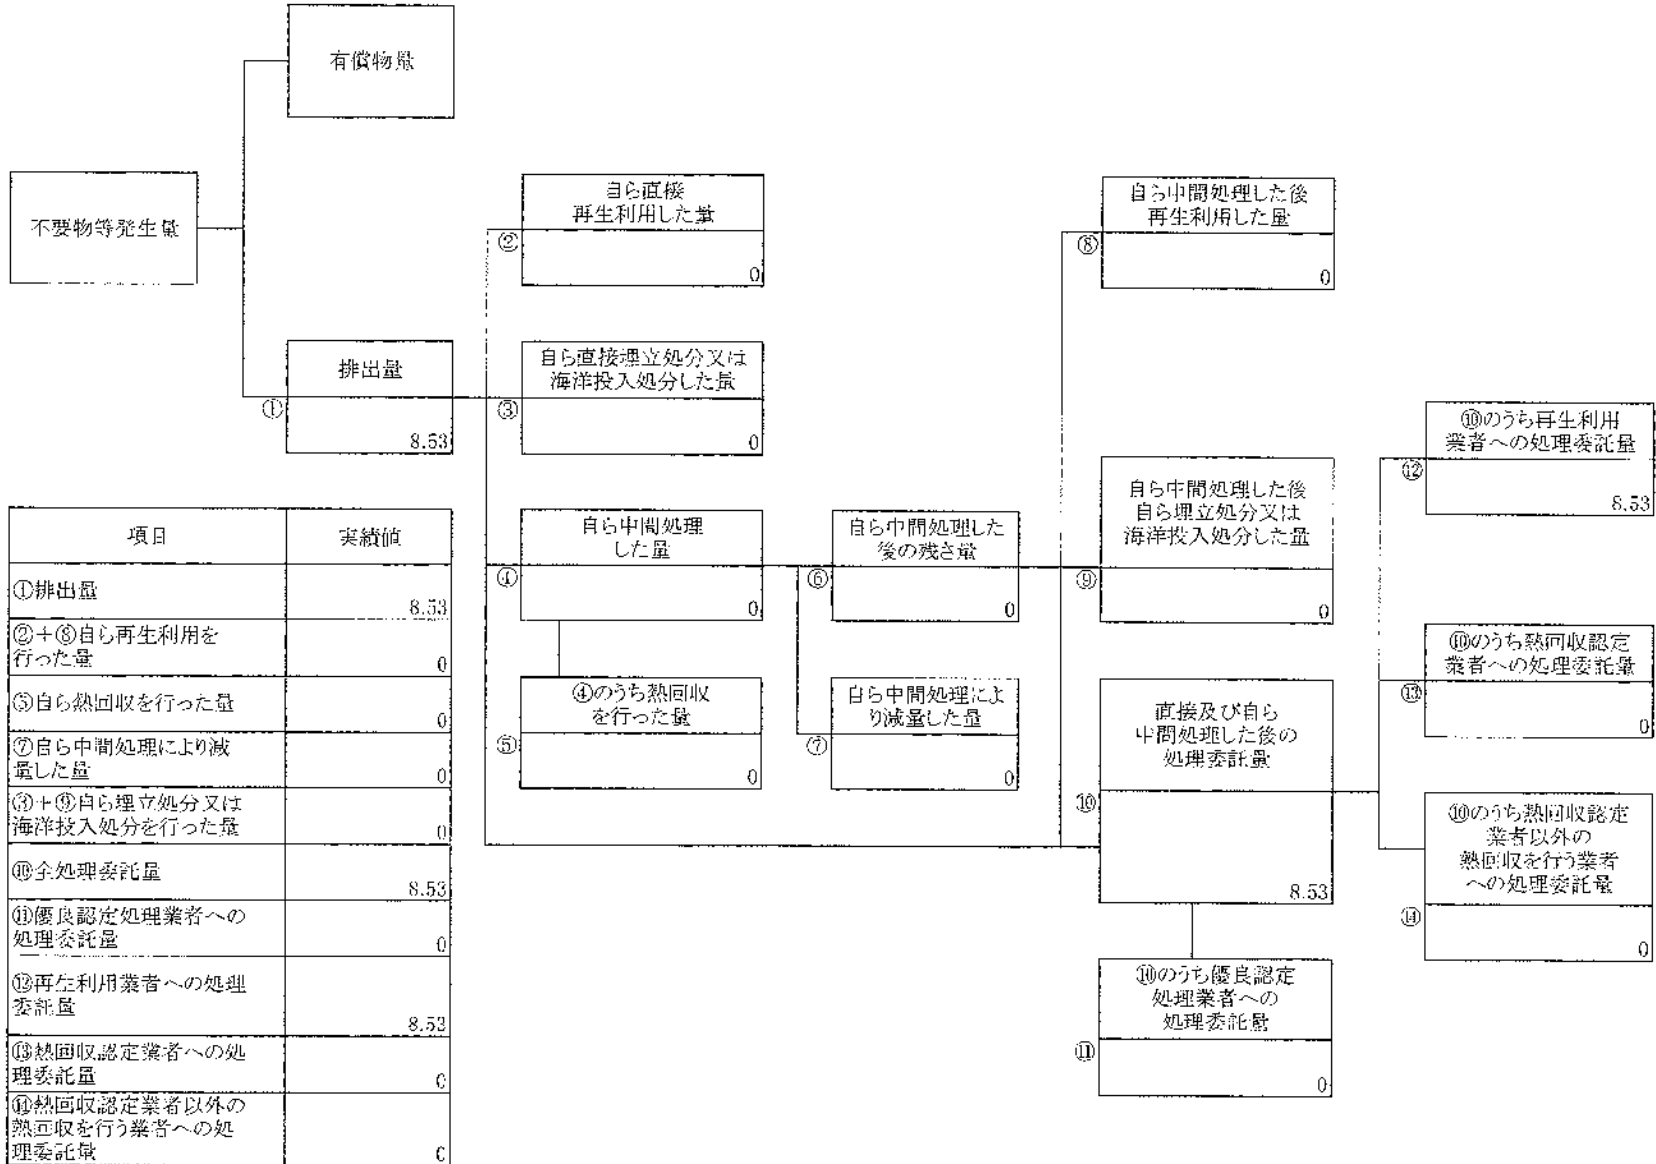 有償物量
不要物等発生量
排出量
①
8.53
自ら直接
再生利用した量
②
0
自ら直接埋立処分又は
海洋投入処分した量
③
0
自ら中間処理
した量
④
0
④のうち熱回収
を行った量
⑤
0
自ら中間処理した
後の残さ量
⑥
0
自ら中間処理によ
り減量した量
⑦
0
自ら中間処理した後
再生利用した量
⑧
0
自ら中間処理した後
自ら埋立処分又は
海洋投入処分した量
⑨
0
直接及び自ら
中間処理した後の
処理委託量
⑩
8.53
⑩のうち優良認定
処理業者への
処理委託量
⑪
0
⑩のうち再生利用
業者への処理委託量
⑫
8.53
⑩のうち熱回収認定
業者への処理委託量
⑬
0
⑩のうち熱回収認定
業者以外の
熱回収を行う業者
への処理委託量
⑭
0
項目 実績値
①排出量
8.53
②+⑧自ら再生利用を
行った量 0
⑤自ら熱回収を行った量
0
⑦自ら中間処理により減
量した量 0
③+⑨自ら埋立処分又は
海洋投入処分を行った量 0
⑩全処理委託量
8.53
⑪優良認定処理業者への
処理委託量 0
⑫再生利用業者への処理
委託量
8.53
⑬熱回収認定業者への処
理委託量 0
⑭熱回収認定業者以外の
熱回収を行う業者への処
理委託量 0